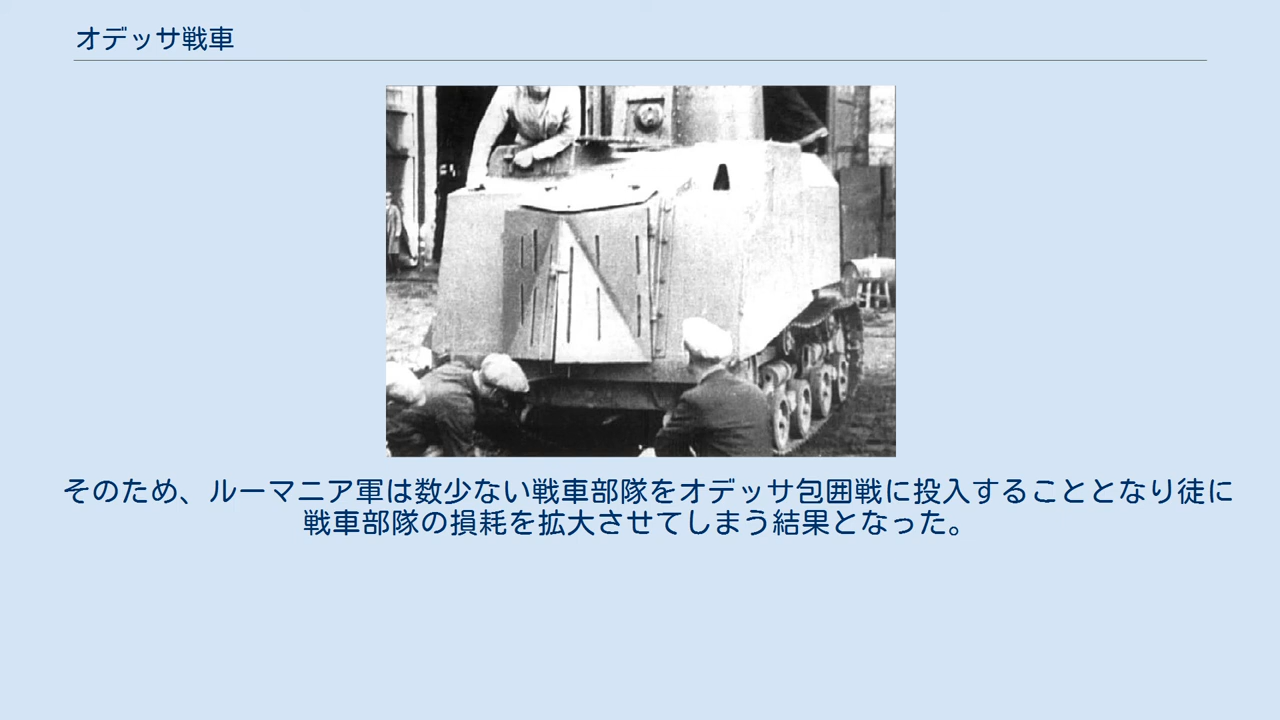 オデッサ戦車
そのため、ルーマニア軍は数少ない戦車部隊をオデッサ包囲戦に投入することとなり徒に
戦車部隊の損耗を拡大させてしまう結果となった。